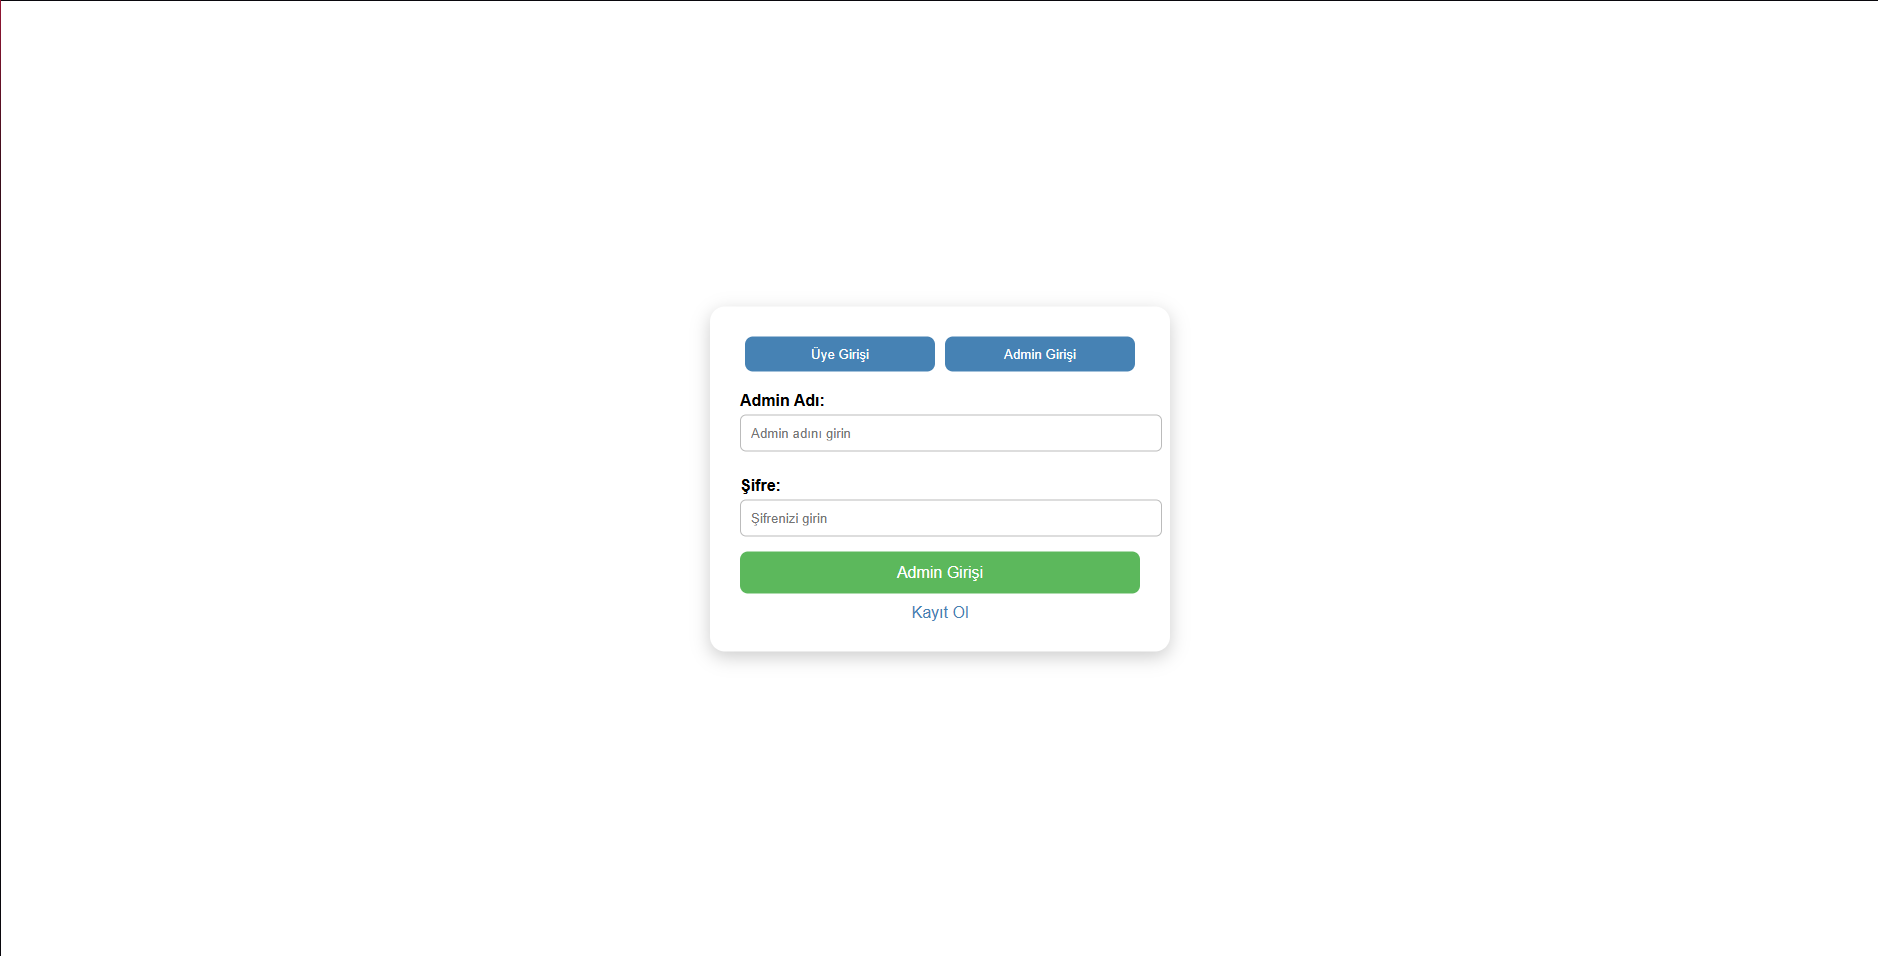 Üye Girişi Admin Girişi
Admin Adı:
Admin adını girin
Şifre:
Şifrenizi girin
Admin Girişi
Kayıt Ol